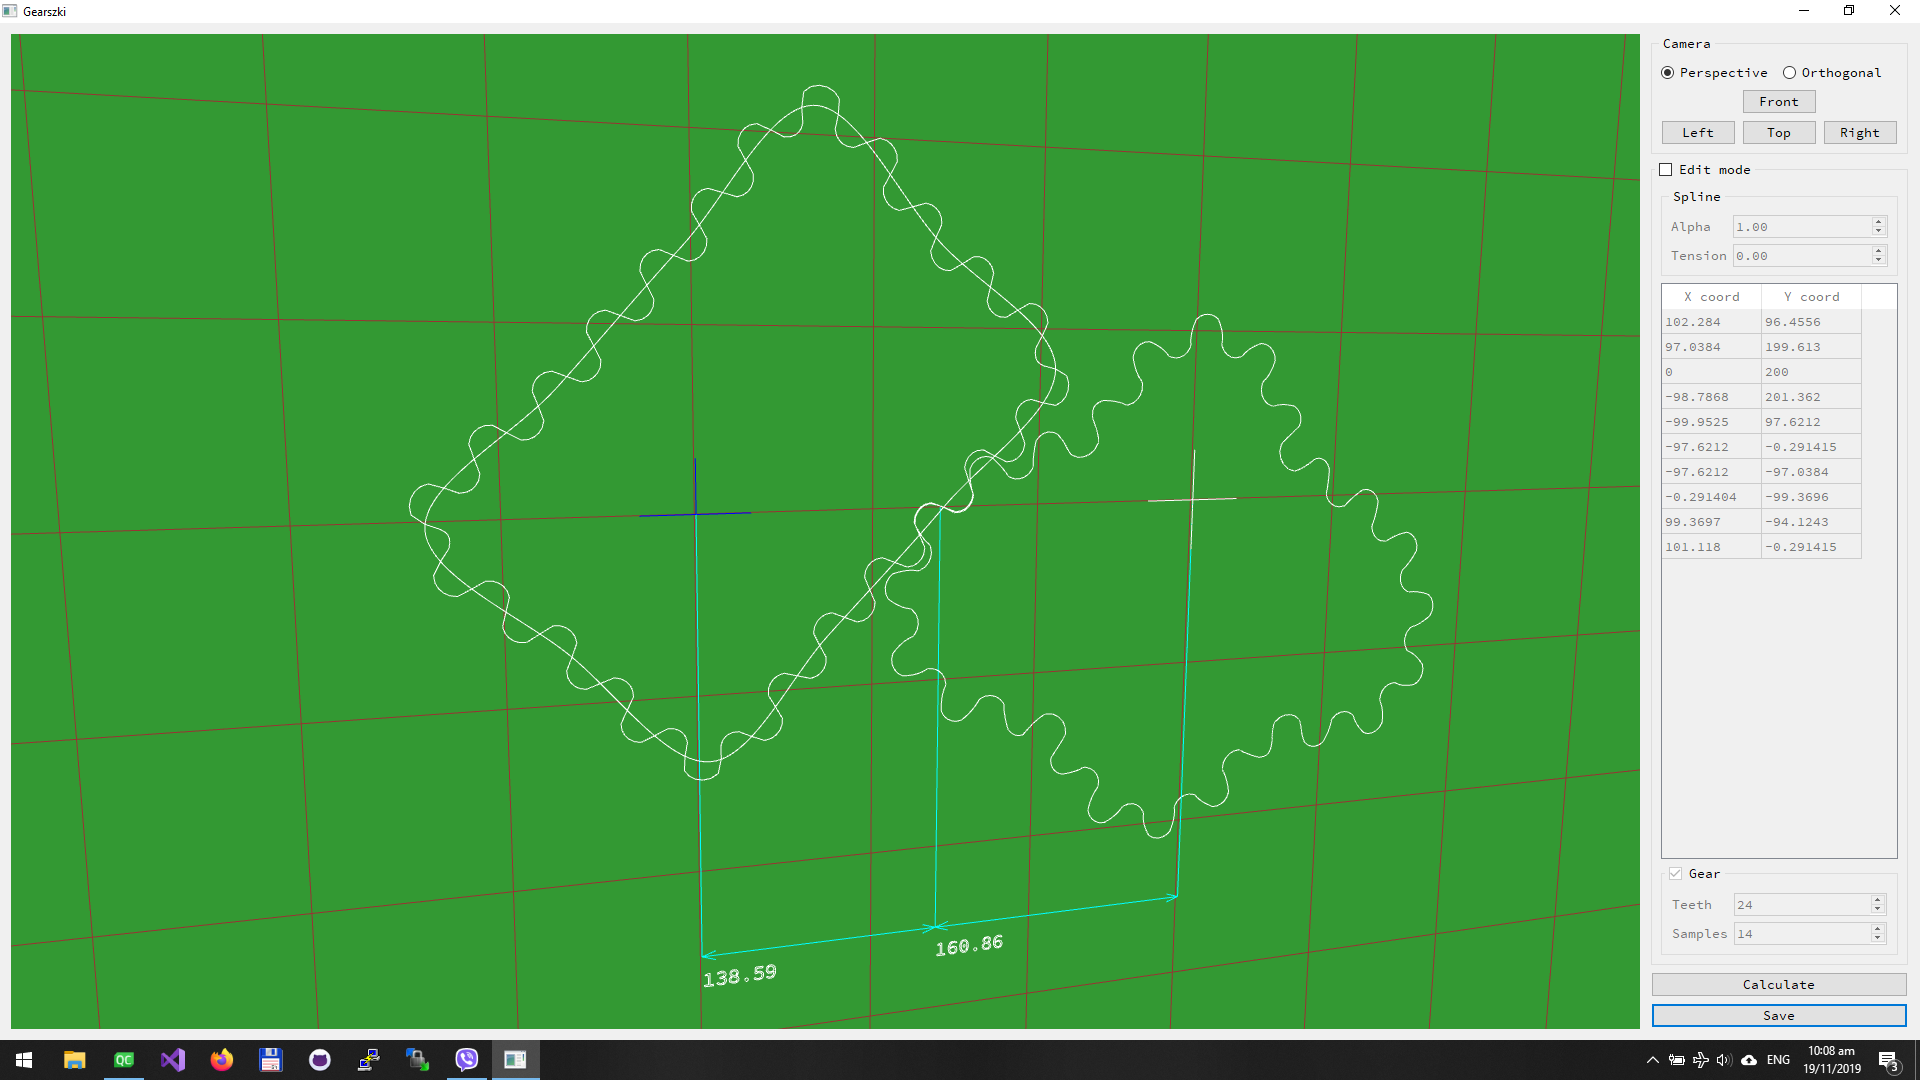 Gearszki
Camera
Perspective Orthogonal
Front
Left Top Right
Edit mode
Spline
Alpha 1.00
Tension 0.00
X coord Y coord
102.284 96.4556
97.0384 199.613
0 200
-98.7868 201.362
-99.9525 97.6212
-97.6212 -0.291415
-97.6212 -97.0384
-0.291404 -99.3696
99.3697 -94.1243
101.118 -0.291415
160.86
138.59
Gear
Teeth 24
Samples 14
Calculate
Save
QC
ENG
10:08 am
19/11/2019
3